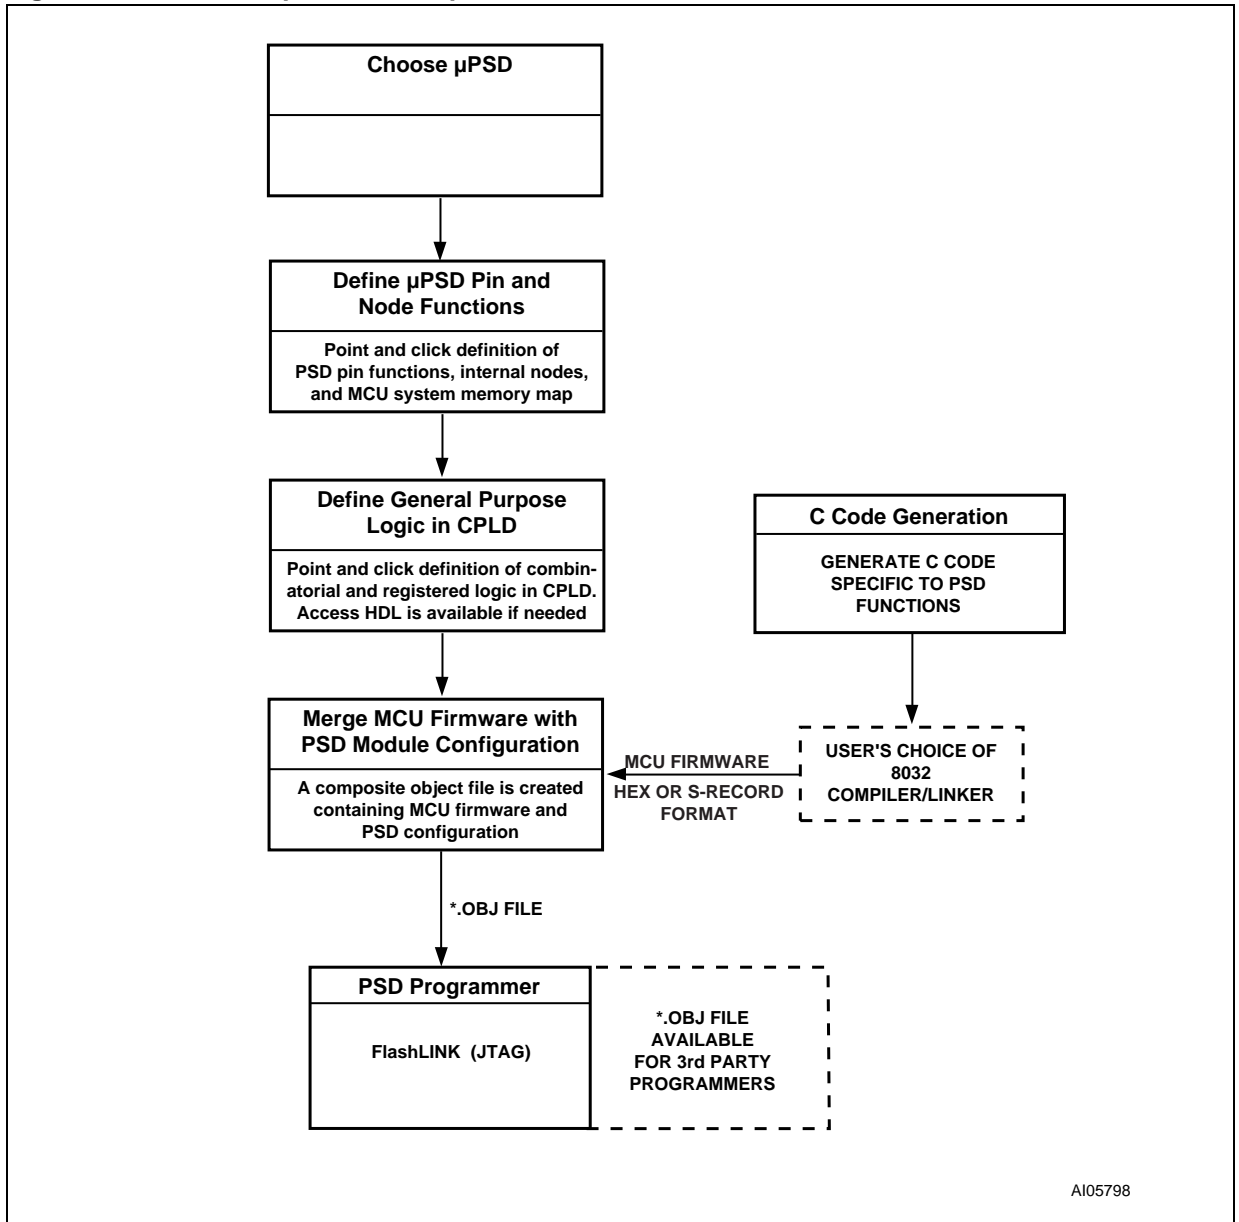 Choose µPSD
Define µPSD Pin and
Node Functions
Point and click definition of
PSD pin functions, internal nodes,
and MCU system memory map
Define General Purpose
Logic in CPLD
Point and click definition of combin-
atorial and registered logic in CPLD.
Access HDL is available if needed
C Code Generation
GENERATE C CODE
SPECIFIC TO PSD
FUNCTIONS
Merge MCU Firmware with
PSD Module Configuration
A composite object file is created
containing MCU firmware and
PSD configuration
MCU FIRMWARE
HEX OR S-RECORD
FORMAT
USER'S CHOICE OF
8032
COMPILER/LINKER
*.OBJ FILE
PSD Programmer
FlashLINK (JTAG)
*.OBJ FILE
AVAILABLE
FOR 3rd PARTY
PROGRAMMERS
AI05798